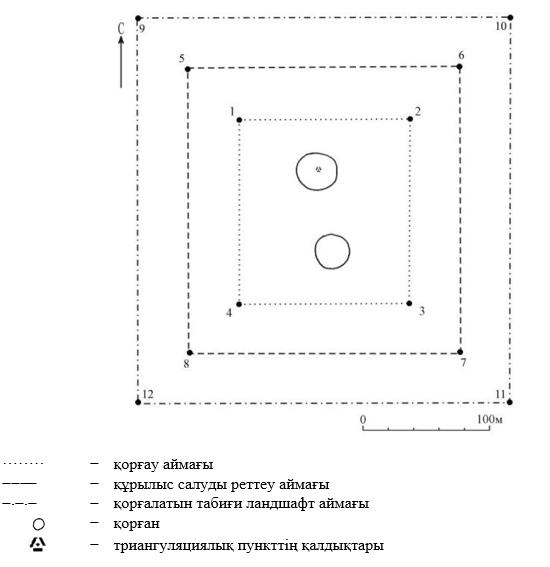 С
9
10
5
6
1
2
4
3
8
7
12
11
0 100м
– қорғау аймағы
– құрылыс салуды реттеу аймағы
– қорғалатын табиғи ландшафт аймағы
– қорған
– триангуляциялық пункттің қалдықтары